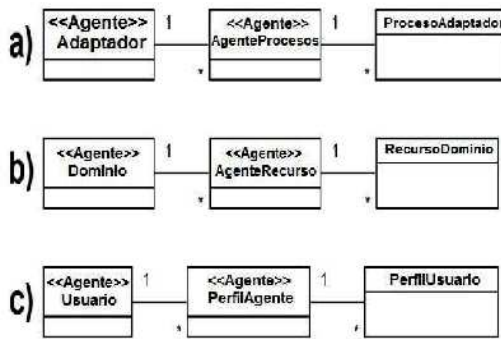 a)
<<Agente>>
Adaptador
1
*
<<Agente>>
AgenteProcesos
1
*
ProcesoAdaptador
b)
<<Agente>>
Dominio
1
*
<<Agente>>
AgenteRecurso
1
*
RecursoDominio
c)
<<Agente>>
Usuario
1
*
<<Agente>>
PerfilAgente
1
*
PerfilUsuario